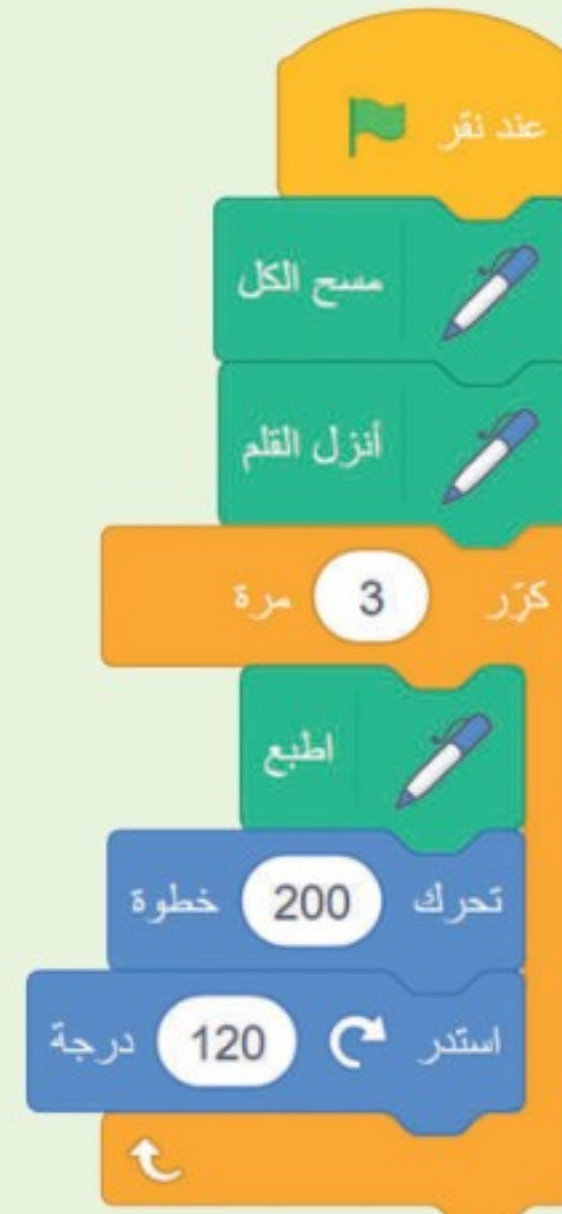 عند نقر
مسح الكل
أنزل القلم
كرّر 3 مرة
اطبع
تحرك 200 خطوة
استدر 120 درجة